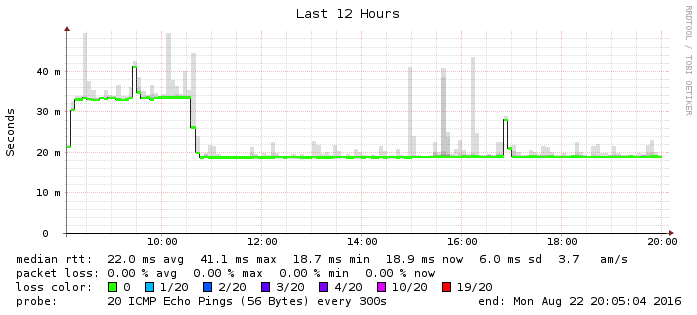 Last 12 Hours
RRDTOOL / TOBI OETIKER
Seconds
40 m
30 m
20 m
10 m
0
10:00 12:00 14:00 16:00 18:00 20:00
median rtt: 22.0 ms avg 41.1 ms max 18.7 ms min 18.9 ms now 6.0 ms sd 3.7 am/s
packet loss: 0.00 % avg 0.00 % max 0.00 % min 0.00 % now
loss color: 0 1/20 2/20 3/20 4/20 10/20 19/20
probe: 20 ICMP Echo Pings (56 Bytes) every 300s end: Mon Aug 22 20:05:04 2016